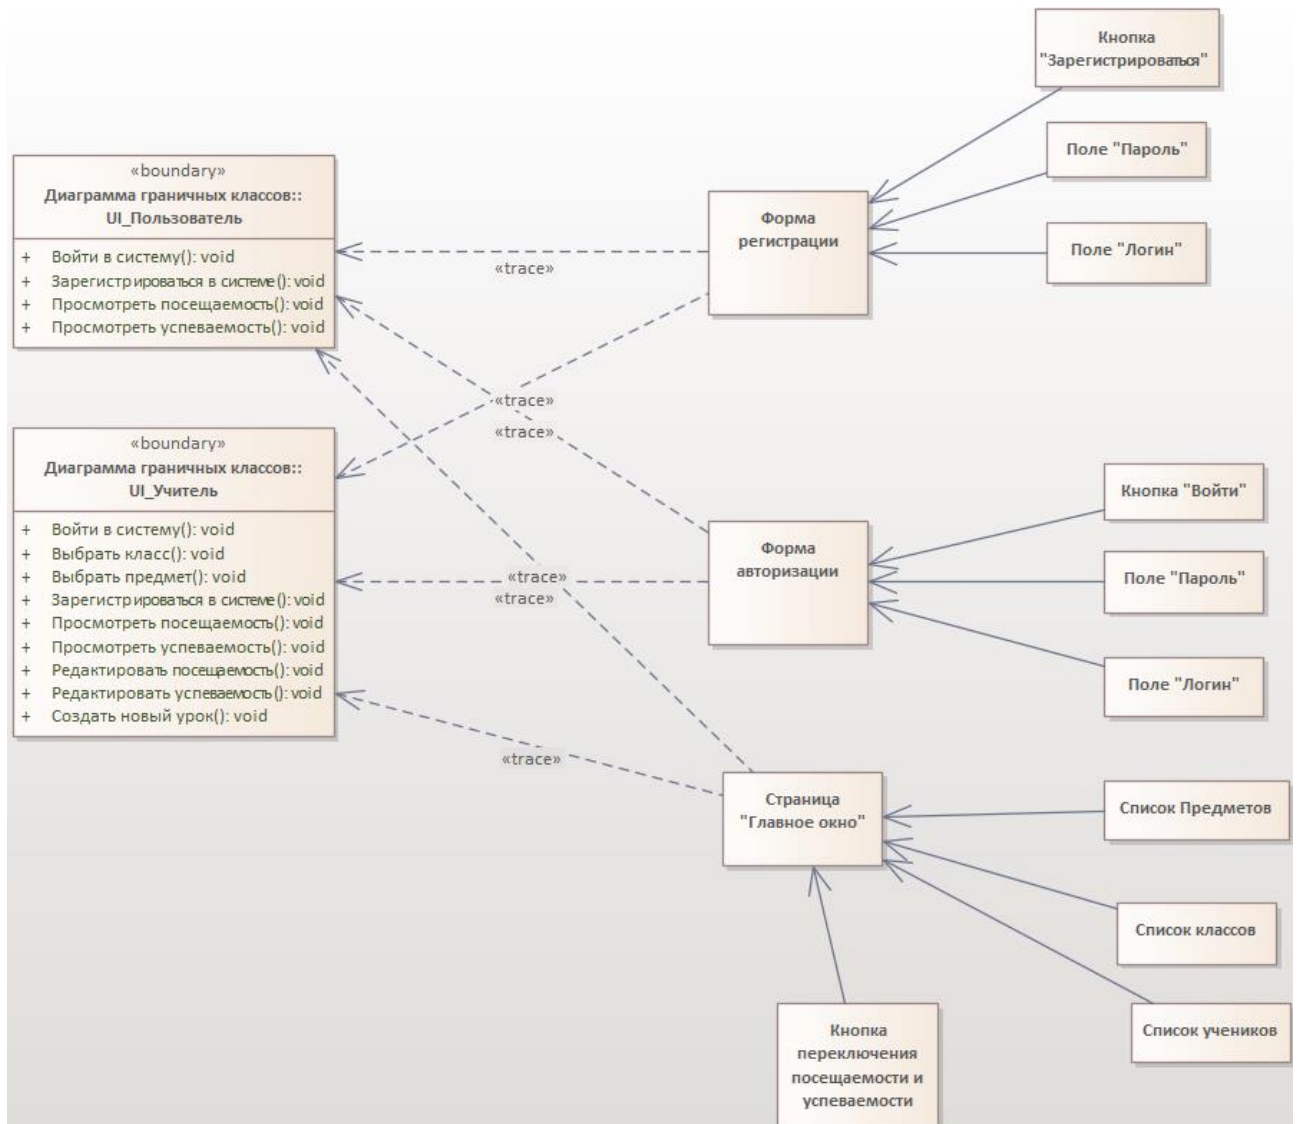 Кнопка
"Зарегистрироваться"
Поле "Пароль"
Поле "Логин"
«boundary»
Диаграмма граничных классов::
UI_Пользователь
+ Войти в систему(): void
+ Зарегистрироваться в системе(): void
+ Просмотреть посещаемость(): void
+ Просмотреть успеваемость(): void
Форма
регистрации
«trace»
«trace»
«trace»
«boundary»
Диаграмма граничных классов::
UI_Учитель
+ Войти в систему(): void
+ Выбрать класс(): void
+ Выбрать предмет(): void
+ Зарегистрироваться в системе(): void
+ Просмотреть посещаемость(): void
+ Просмотреть успеваемость(): void
+ Редактировать посещаемость(): void
+ Редактировать успеваемость(): void
+ Создать новый урок(): void
«trace»
«trace»
«trace»
Форма
авторизации
Кнопка "Войти"
Поле "Пароль"
Поле "Логин"
Страница
"Главное окно"
Список Предметов
Список классов
Список учеников
Кнопка
переключения
посещаемости и
успеваемости